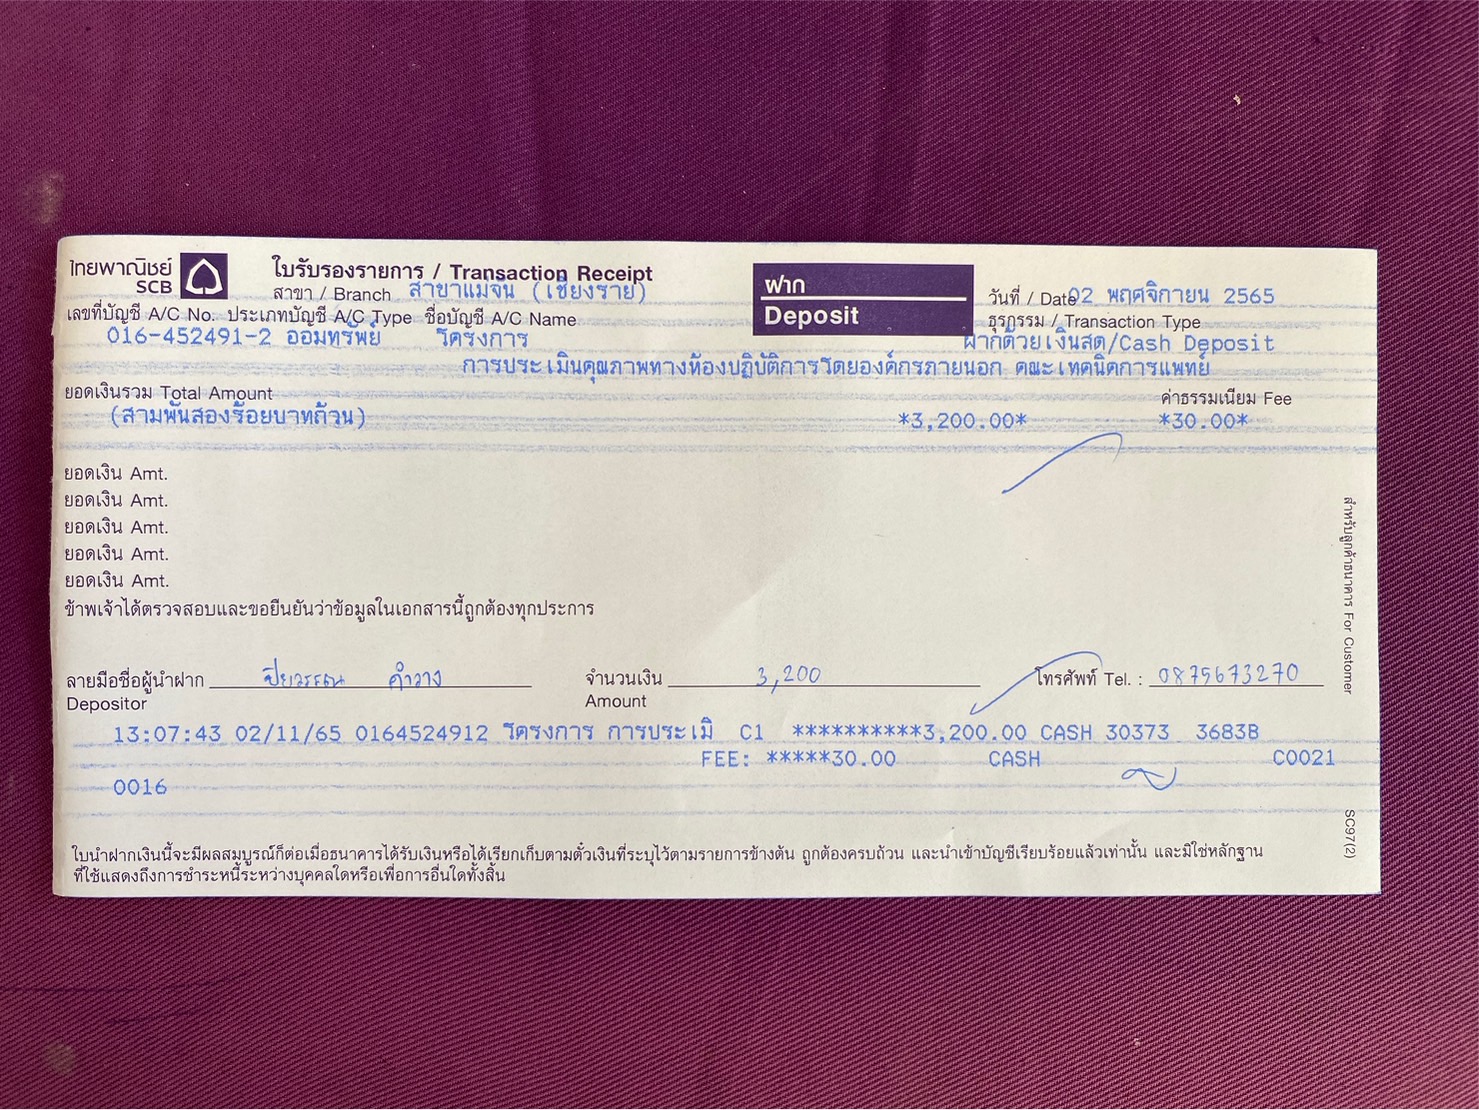 ไทยพาณิชย์
SCB
ใบรับรองรายการ / Transaction Receipt
สาขา / Branch สาขาแม่จัน (เชียงราย)
ฝาก
Deposit
วันที่ / Date 02 พฤศจิกายน 2565
เลขที่บัญชี A/C No. ประเภทบัญชี A/C Type ชื่อบัญชี A/C Name
ธุรกรรม / Transaction Type
016-452491-2 ออมทรัพย์ โครงการ
ฝากด้วยเงินสด/Cash Deposit
การประเมินคุณภาพทางห้องปฏิบัติการโดยองค์กรภายนอก คณะเทคนิคการแพทย์
ยอดเงินรวม Total Amount
ค่าธรรมเนียม Fee
(สามพันสองร้อยบาทถ้วน) *3,200.00* *30.00*
ยอดเงิน Amt.
ยอดเงิน Amt.
ยอดเงิน Amt.
ยอดเงิน Amt.
ยอดเงิน Amt.
ข้าพเจ้าได้ตรวจสอบและขอยืนยันว่าข้อมูลในเอกสารนี้ถูกต้องทุกประการ
ลายมือชื่อผู้นำฝาก ปิยวรรณ คำวาง จำนวนเงิน 3,200 โทรศัพท์ Tel. : 0875673270
Depositor Amount
13:07:43 02/11/65 0164524912 โครงการ การประเมิ C1 **********3,200.00 CASH 30373 3683B
FEE: *****30.00 CASH C0021
0016
ใบนำฝากเงินนี้จะมีผลสมบูรณ์ก็ต่อเมื่อธนาคารได้รับเงินหรือได้เรียกเก็บตามตั๋วเงินที่ระบุไว้ตามรายการข้างต้น ถูกต้องครบถ้วน และนำเข้าบัญชีเรียบร้อยแล้วเท่านั้น และมิใช่หลักฐาน
ที่ใช้แสดงถึงการชำระหนี้ระหว่างบุคคลใดหรือเพื่อการอื่นใดทั้งสิ้น
สำหรับลูกค้าธนาคาร For Customer
SC97(2)